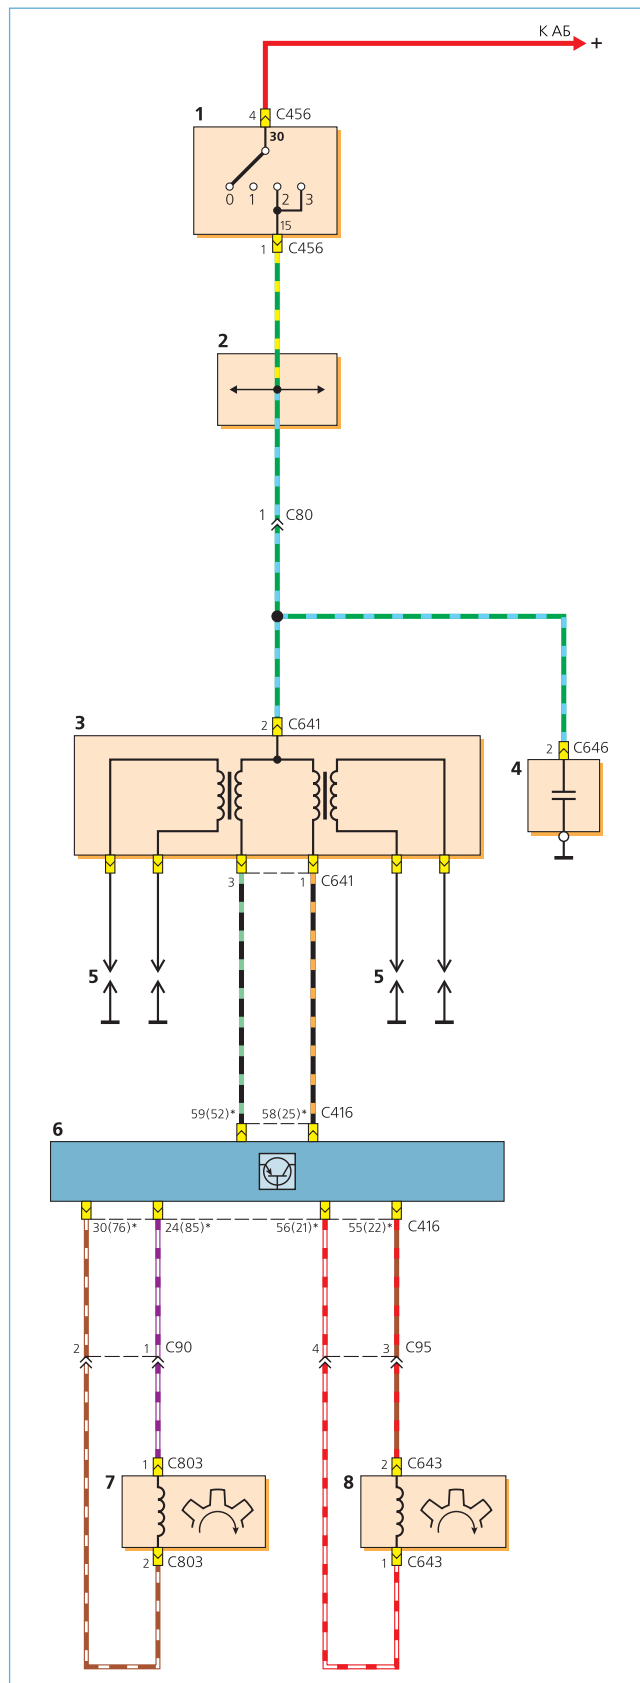 К АБ +
1 4 C456
30
0 1 2 3
15
1 C456
2
1 C80
3 2 C641
2 C646
4
3 1 C641
5 5
59(52)* 58(25)* C416
6
30(76)* 24(85)* 56(21)* 55(22)* C416
2 1 C90 4 3 C95
1 C803 2 C643
7 8
2 C803 1 C643